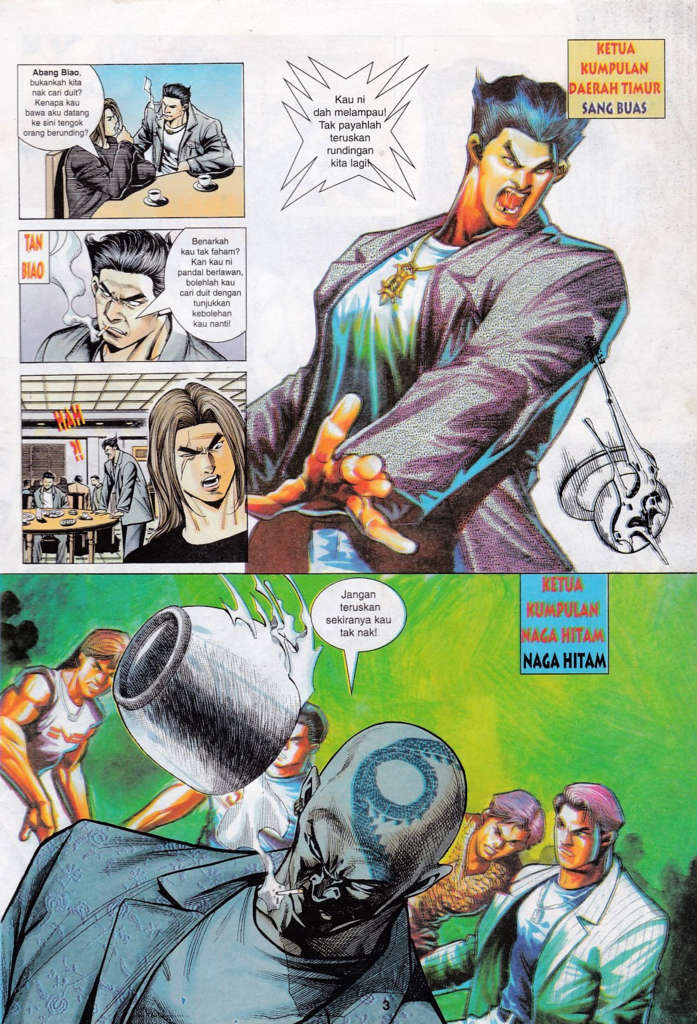 Abang Biao,
bukankah kita
nak cari duit?
Kenapa kau
bawa aku datang
ke sini tengok
orang berunding?
TAN
BIAO
Benarkah
kau tak faham?
Kan kau ni
pandai berlawan,
bolehlah kau
cari duit dengan
tunjukkan
kebolehan
kau nanti!
HAH
?!
Kau ni
dah melampau!
Tak payahlah
teruskan
rundingan
kita lagi!
KETUA
KUMPULAN
DAERAH TIMUR
SANG BUAS
Jangan
teruskan
sekiranya kau
tak nak!
KETUA
KUMPULAN
NAGA HITAM
NAGA HITAM
3